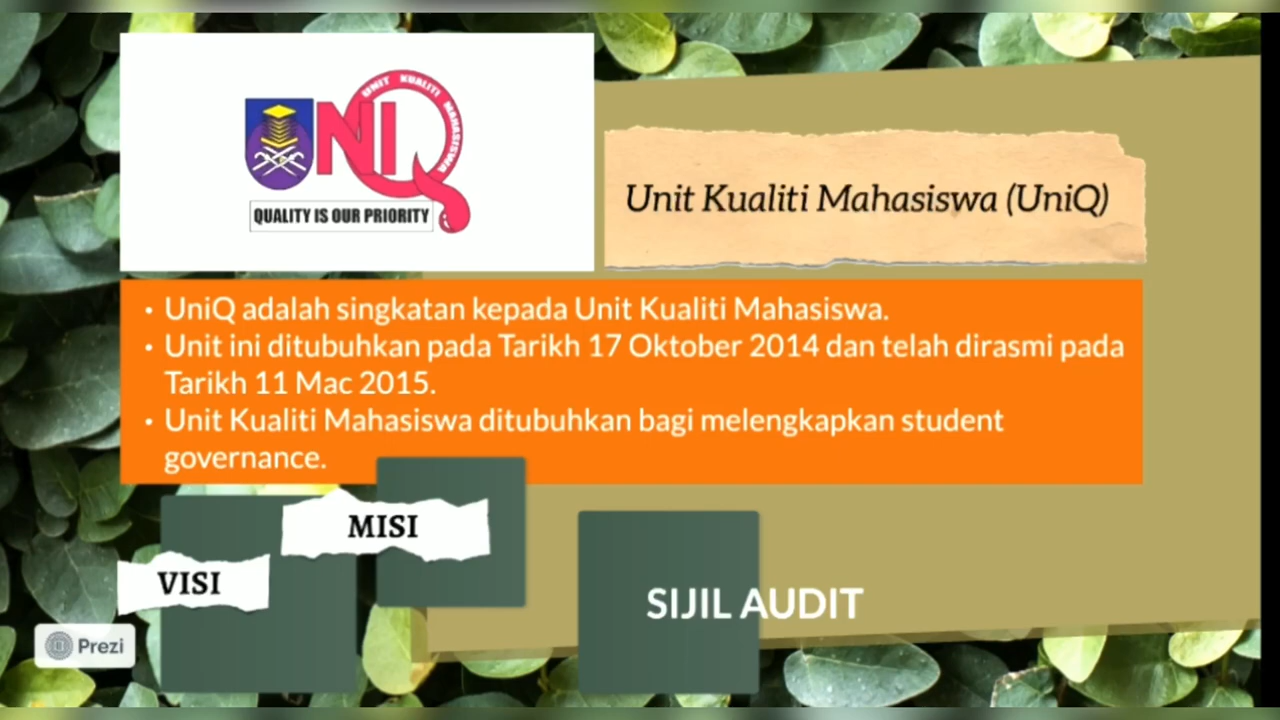 UNIQ
UNIT KUALITI MAHASISWA
QUALITY IS OUR PRIORITY
Unit Kualiti Mahasiswa (UniQ)
• UniQ adalah singkatan kepada Unit Kualiti Mahasiswa.
• Unit ini ditubuhkan pada Tarikh 17 Oktober 2014 dan telah dirasmi pada
Tarikh 11 Mac 2015.
• Unit Kualiti Mahasiswa ditubuhkan bagi melengkapkan student
governance.
MISI
VISI
SIJIL AUDIT
Prezi